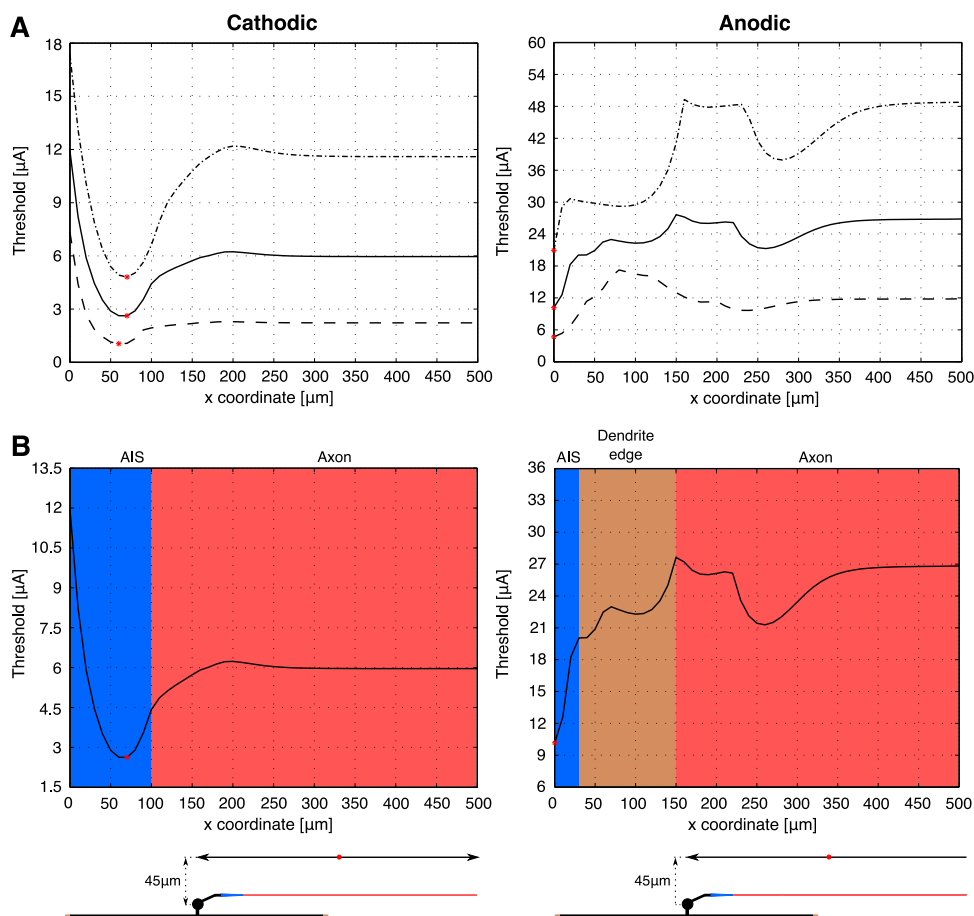 A
Cathodic
Anodic
18
15
12
9
6
3
0
Threshold [µA]
0 50 100 150 200 250 300 350 400 450 500
x coordinate [µm]
60
54
48
42
36
30
24
18
12
6
0
Threshold [µA]
0 50 100 150 200 250 300 350 400 450 500
x coordinate [µm]
B
AIS
Axon
13.5
12
10.5
9
7.5
6
4.5
3
1.5
Threshold [µA]
0 50 100 150 200 250 300 350 400 450 500
x coordinate [µm]
AIS
Dendrite
edge
Axon
36
33
30
27
24
21
18
15
12
9
6
Threshold [µA]
0 50 100 150 200 250 300 350 400 450 500
x coordinate [µm]
45µm
45µm